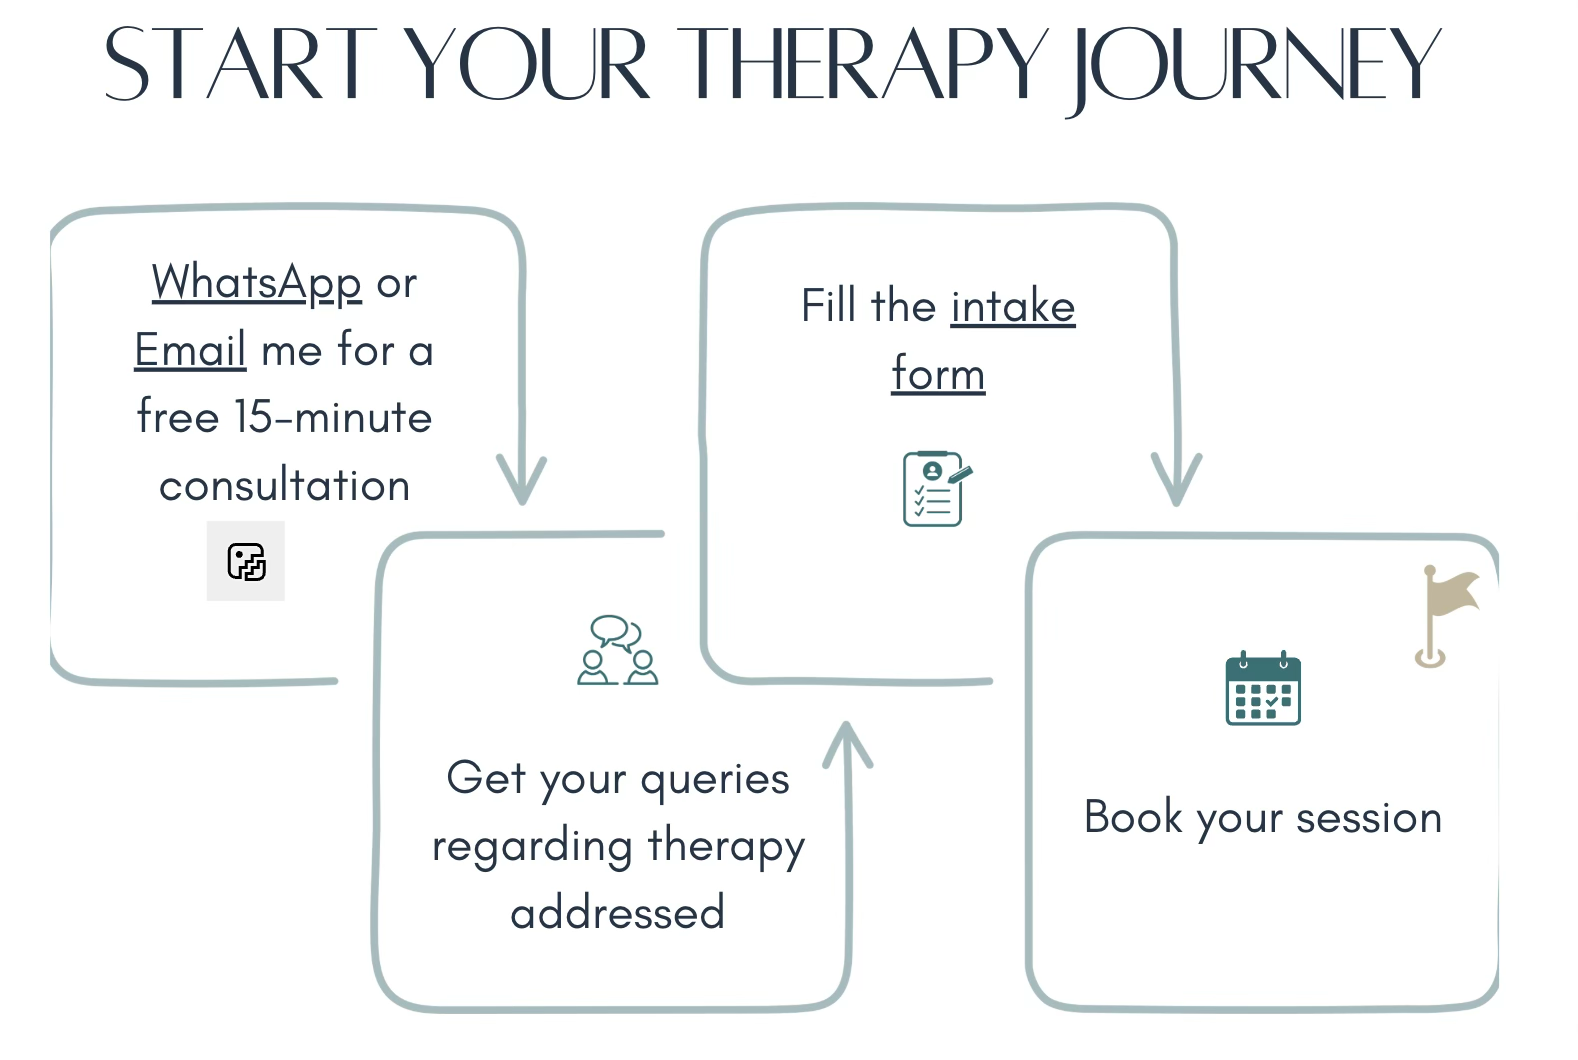 START YOUR THERAPY JOURNEY
WhatsApp or
Email me for a
free 15-minute
consultation
Get your queries
regarding therapy
addressed
Fill the intake
form
Book your session